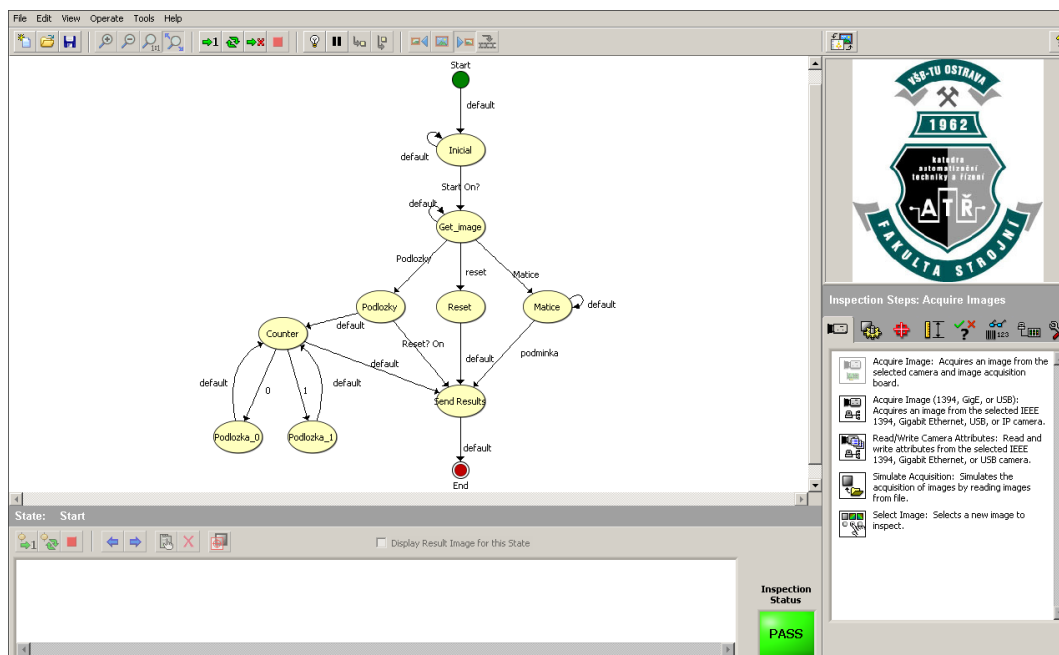 File Edit View Operate Tools Help
1:1
1
Start
default
Inicial
default
Start On?
default
Get_image
Podlozky
reset
Matice
Podlozky
Reset
Matice
default
default
Counter
Reset? On
default
podminka
default
default
0
1
default
Send Results
Podlozka_0
Podlozka_1
default
End
VŠB-TU OSTRAVA
1962
katedra
automatizační
techniky a řízení
ATŘ
FAKULTA STROJNÍ
Inspection Steps: Acquire Images
123
Acquire Image: Acquires an image from the
selected camera and image acquisition
board.
Acquire Image (1394, GigE, or USB):
Acquires an image from the selected IEEE
1394, Gigabit Ethernet, USB, or IP camera.
Read/Write Camera Attributes: Read and
write attributes from the selected IEEE
1394, Gigabit Ethernet, or USB camera.
Simulate Acquisition: Simulates the
acquisition of images by reading images
from file.
Select Image: Selects a new image to
inspect.
State: Start
1
Display Result Image for this State
Inspection
Status
PASS